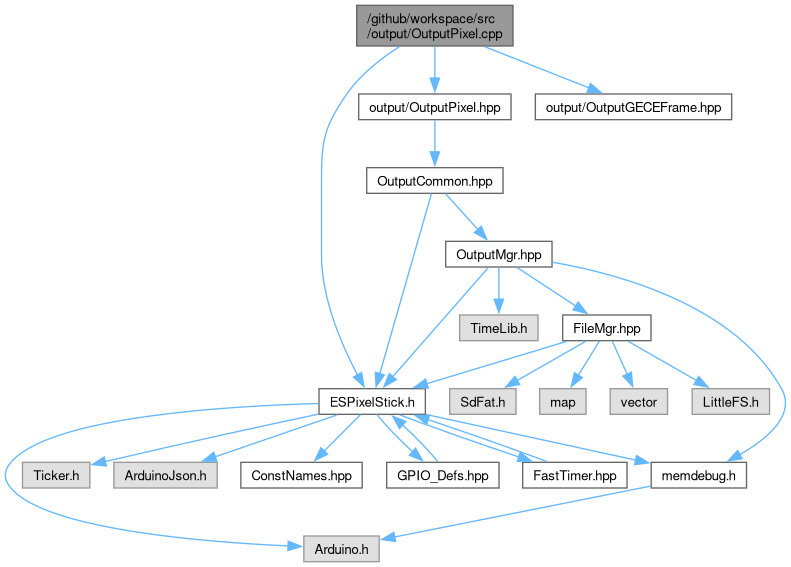 /github/workspace/src
/output/OutputPixel.cpp
output/OutputPixel.hpp
output/OutputGECEFrame.hpp
OutputCommon.hpp
OutputMgr.hpp
TimeLib.h
FileMgr.hpp
ESPixelStick.h
SdFat.h
map
vector
LittleFS.h
Ticker.h
ArduinoJson.h
ConstNames.hpp
GPIO_Defs.hpp
FastTimer.hpp
memdebug.h
Arduino.h